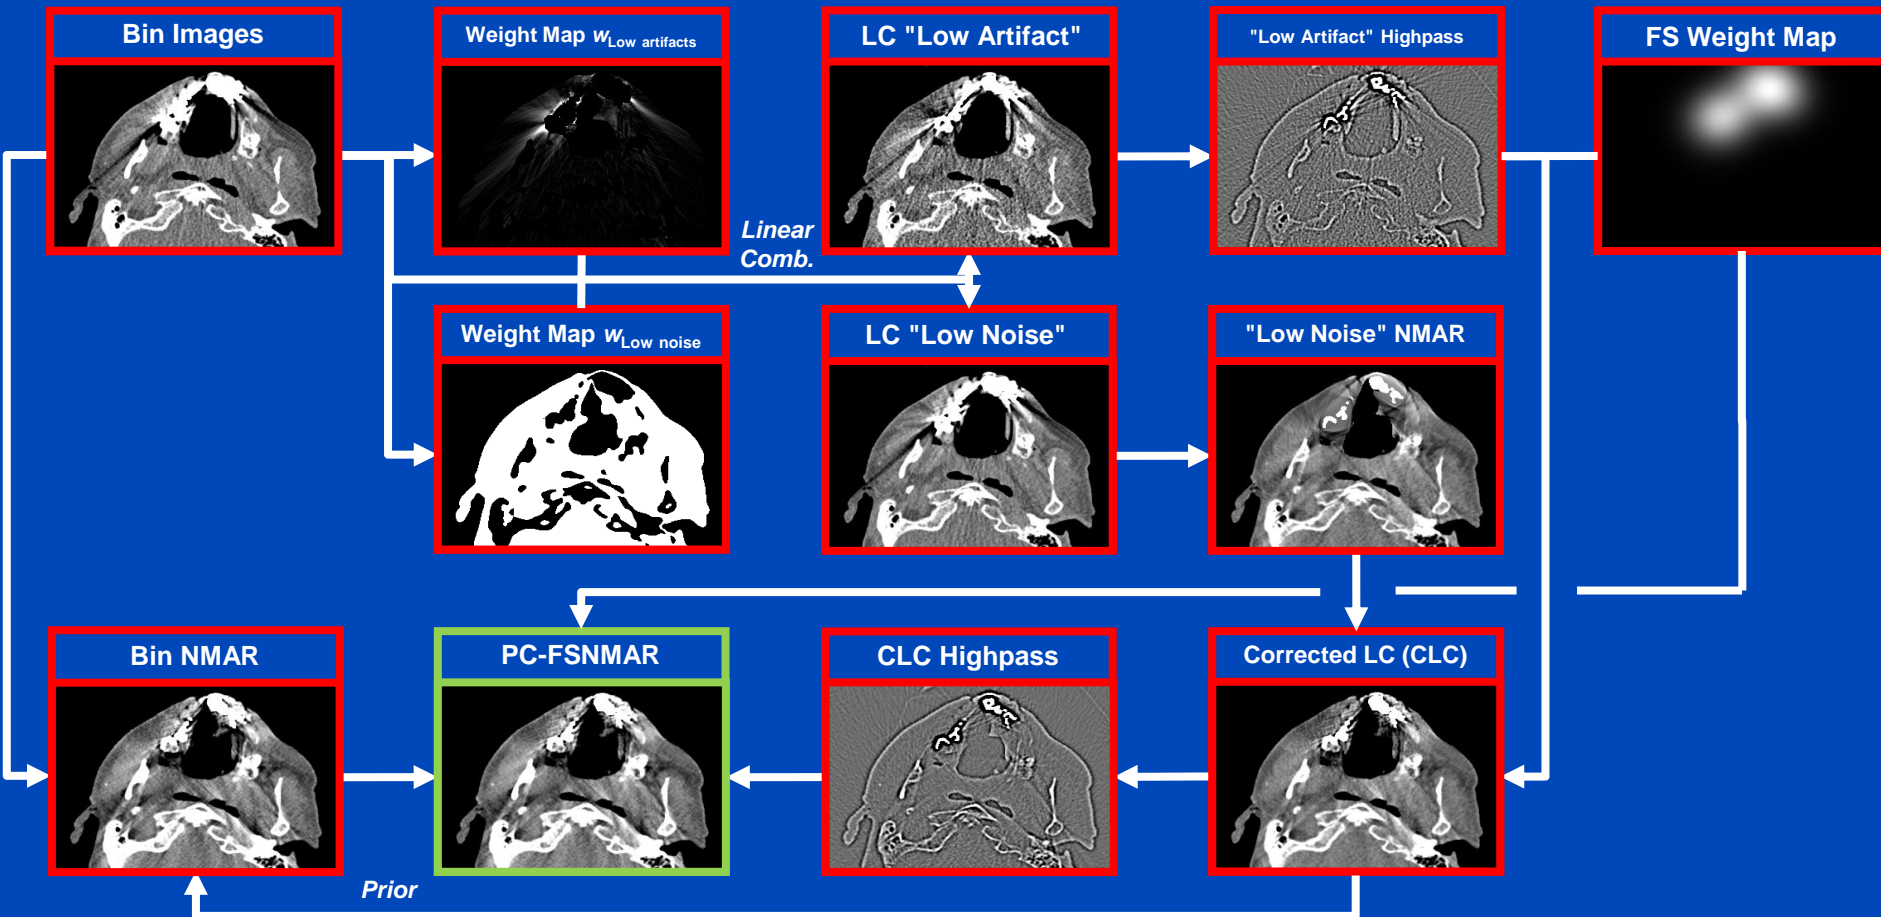 Bin Images
Weight Map wLow artifacts
LC "Low Artifact"
"Low Artifact" Highpass
FS Weight Map
Linear
Comb.
Weight Map wLow noise
LC "Low Noise"
"Low Noise" NMAR
Bin NMAR
PC-FSNMAR
CLC Highpass
Corrected LC (CLC)
Prior